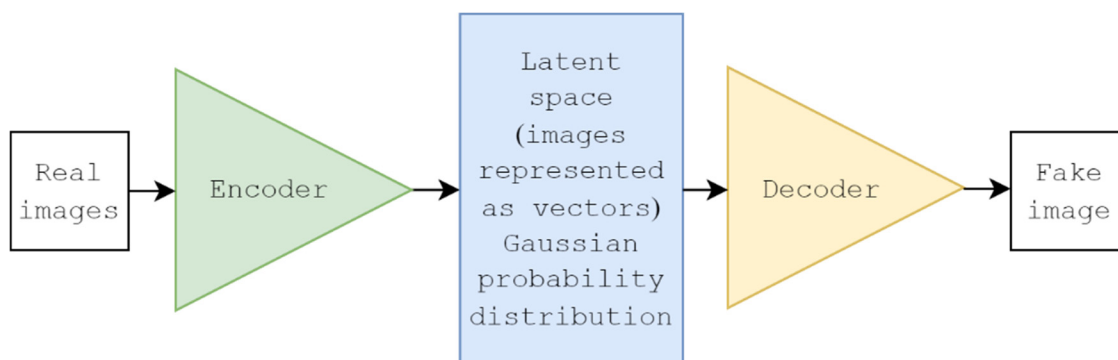 Real
images
Encoder
Latent
space
(images
represented
as vectors)
Gaussian
probability
distribution
Decoder
Fake
image